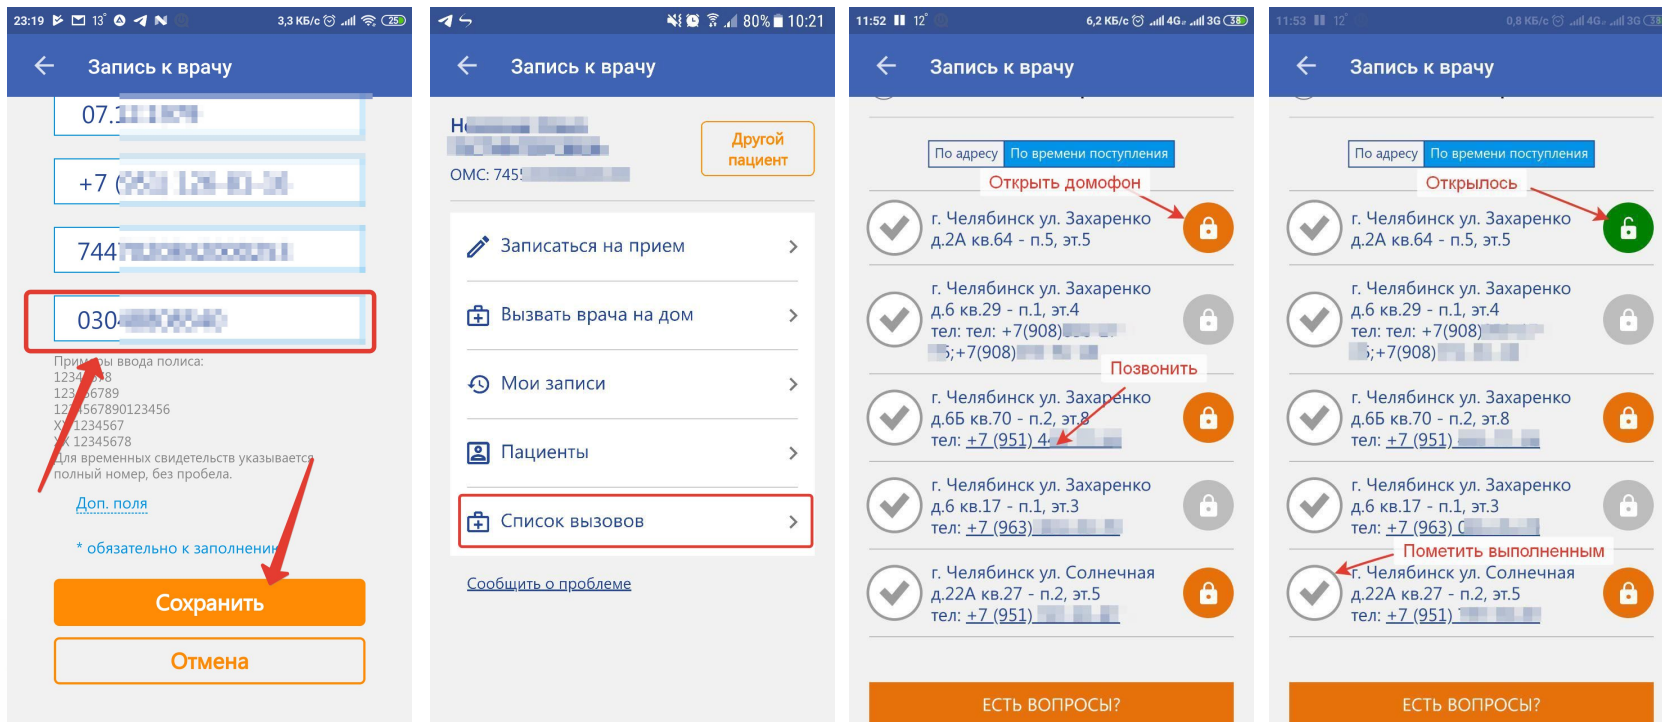 23:19 13° 3,3 КБ/с 25
Запись к врачу
07.
+7 (
744
030
Примеры ввода полиса:
123456789
1234567890123456
XX 1234567
XX 12345678
Для временных свидетельств указывается
полный номер, без пробела.
Доп. поля
* обязательно к заполнению
Сохранить
Отмена
80% 10:21
Запись к врачу
Другой
пациент
ОМС: 745
Записаться на прием
Вызвать врача на дом
Мои записи
Пациенты
Список вызовов
Сообщить о проблеме
11:52 12° 6,2 КБ/с 4G 3G 38
Запись к врачу
По адресу По времени поступления
Открыть домофон
г. Челябинск ул. Захаренко
д.2А кв.64 - п.5, эт.5
г. Челябинск ул. Захаренко
д.6 кв.29 - п.1, эт.4
тел: тел: +7(908)
;+7(908)
Позвонить
г. Челябинск ул. Захаренко
д.6Б кв.70 - п.2, эт.8
тел: +7 (951) 4
г. Челябинск ул. Захаренко
д.6 кв.17 - п.1, эт.3
тел: +7 (963)
г. Челябинск ул. Солнечная
д.22А кв.27 - п.2, эт.5
тел: +7 (951)
ЕСТЬ ВОПРОСЫ?
11:53 12° 0,8 КБ/с 4G 3G 38
Запись к врачу
По адресу По времени поступления
Открылось
г. Челябинск ул. Захаренко
д.2А кв.64 - п.5, эт.5
г. Челябинск ул. Захаренко
д.6 кв.29 - п.1, эт.4
тел: тел: +7(908)
;+7(908)
г. Челябинск ул. Захаренко
д.6Б кв.70 - п.2, эт.8
тел: +7 (951)
г. Челябинск ул. Захаренко
д.6 кв.17 - п.1, эт.3
тел: +7 (963)
Пометить выполненным
г. Челябинск ул. Солнечная
д.22А кв.27 - п.2, эт.5
тел: +7 (951)
ЕСТЬ ВОПРОСЫ?